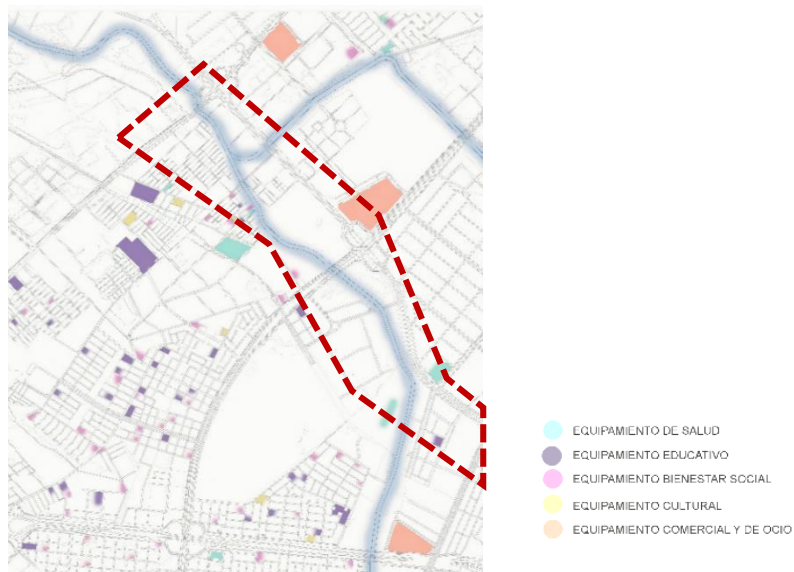 EQUIPAMIENTO DE SALUD
EQUIPAMIENTO EDUCATIVO
EQUIPAMIENTO BIENESTAR SOCIAL
EQUIPAMIENTO CULTURAL
EQUIPAMIENTO COMERCIAL Y DE OCIO